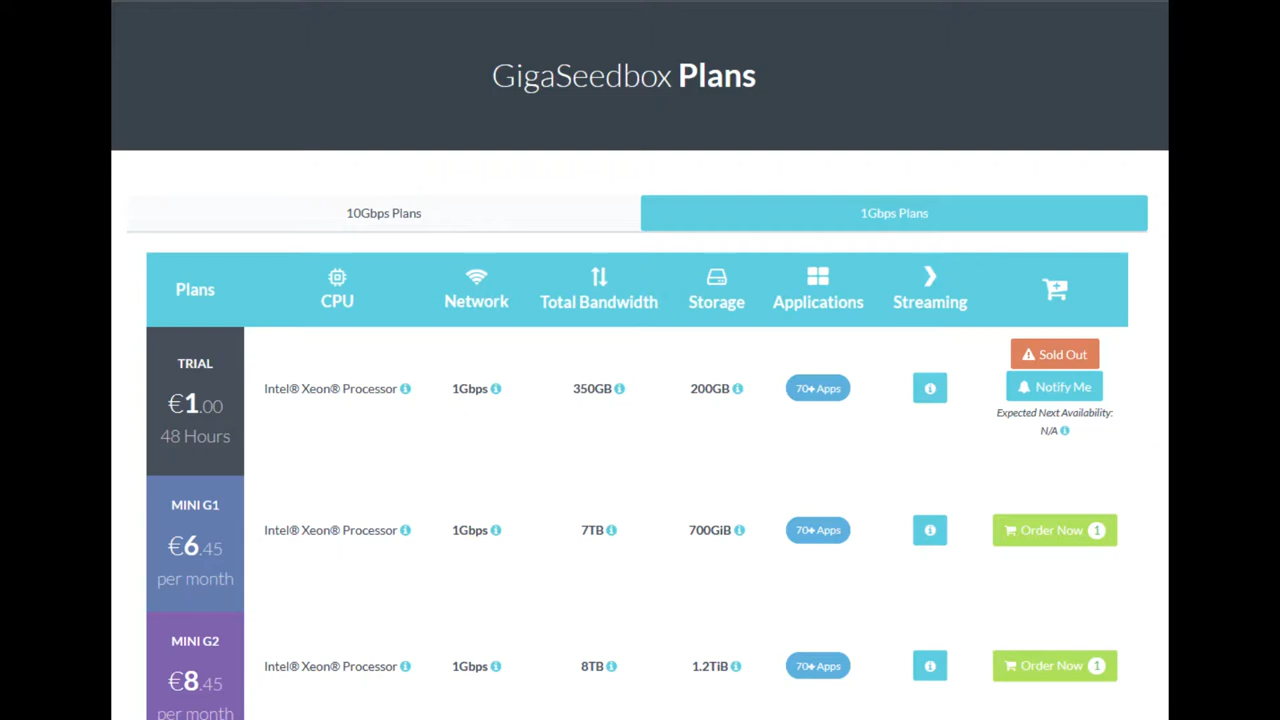 GigaSeedbox Plans
10Gbps Plans
1Gbps Plans
Plans
CPU
Network
Total Bandwidth
Storage
Applications
Streaming
TRIAL
€1.00
48 Hours
Intel® Xeon® Processor
1Gbps
350GB
200GB
70+ Apps
Sold Out
Notify Me
Expected Next Availability:
N/A
MINI G1
€6.45
per month
Intel® Xeon® Processor
1Gbps
7TB
700GiB
70+ Apps
Order Now 1
MINI G2
€8.45
per month
Intel® Xeon® Processor
1Gbps
8TB
1.2TiB
70+ Apps
Order Now 1